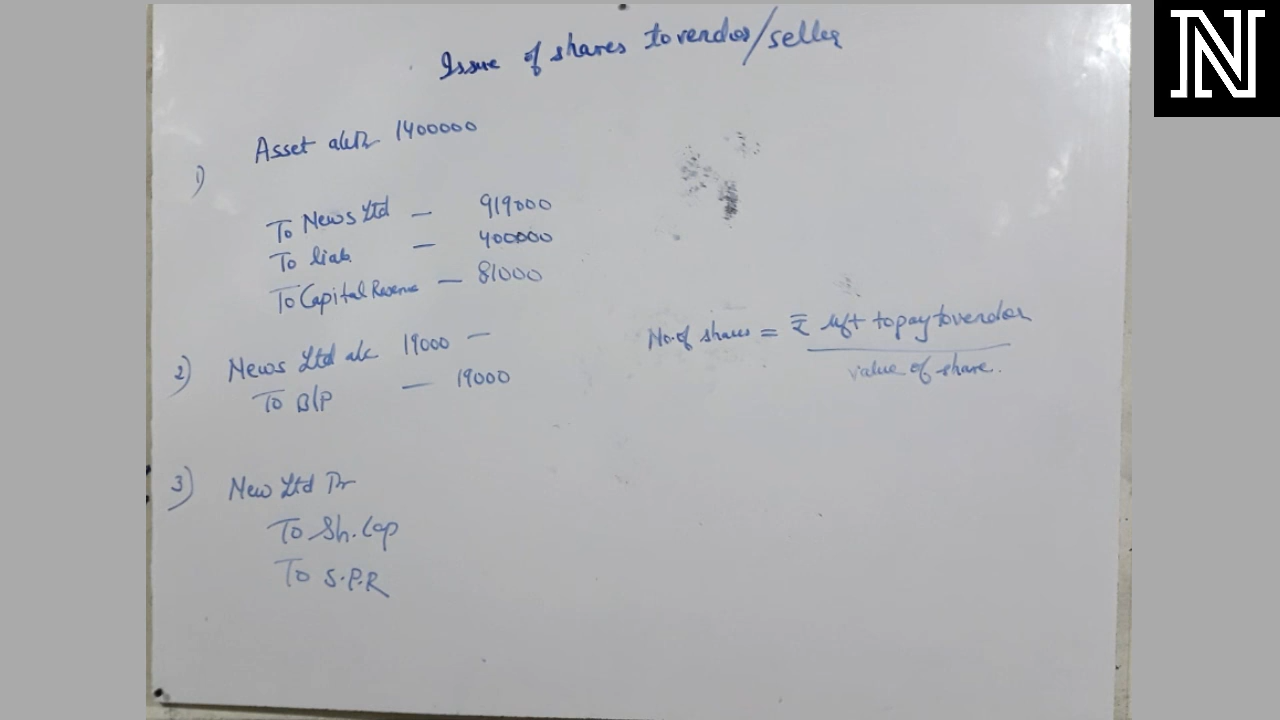 Issue of shares to vendor/seller
1) Asset a/c Dr 1400000
To News Ltd — 919000
To liab. — 400000
To Capital Reserve — 81000
2) News Ltd a/c 19000 —
To B/P — 19000
No. of shares = ₹ left to pay to vendor
value of share.
3) New Ltd Dr
To Sh. Cap
To S.P.R
N